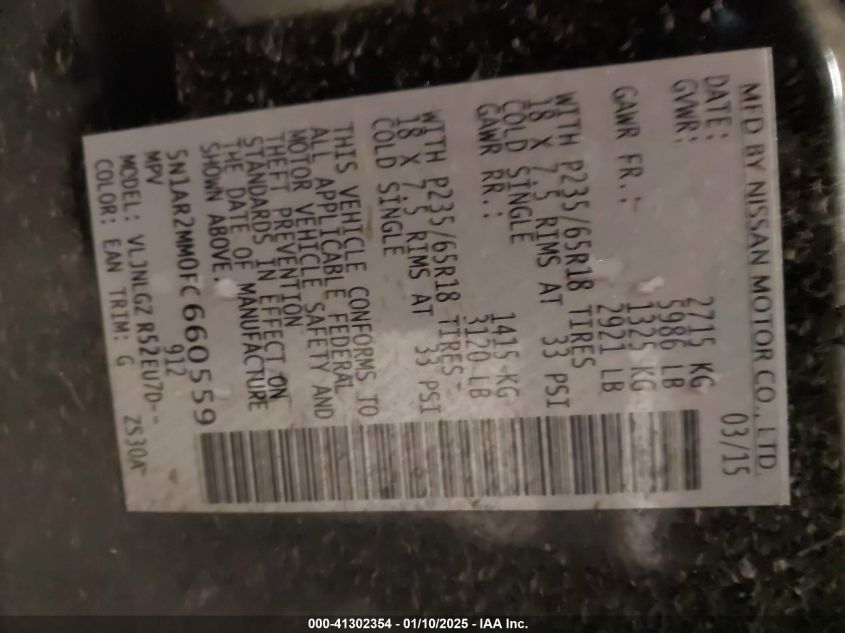 MFD BY NISSAN MOTOR CO., LTD.
DATE: 03/15
GVWR: 2715 KG
5986 LB
GAWR FR.: 1325 KG
2921 LB
WITH P235/65R18 TIRES
18 X 7.5 RIMS AT 33 PSI
COLD SINGLE
GAWR RR.: 1415 KG
3120 LB
WITH P235/65R18 TIRES
18 X 7.5 RIMS AT 33 PSI
COLD SINGLE
THIS VEHICLE CONFORMS TO
ALL APPLICABLE FEDERAL
MOTOR VEHICLE SAFETY AND
THEFT PREVENTION
STANDARDS IN EFFECT ON
THE DATE OF MANUFACTURE
SHOWN ABOVE.
5N1AR2MM0FC660559
MPV 912
MODEL: VLJNLGZ R52EU7D--
COLOR: EAN TRIM: G ZS30A
000-41302354 - 01/10/2025 - IAA Inc.